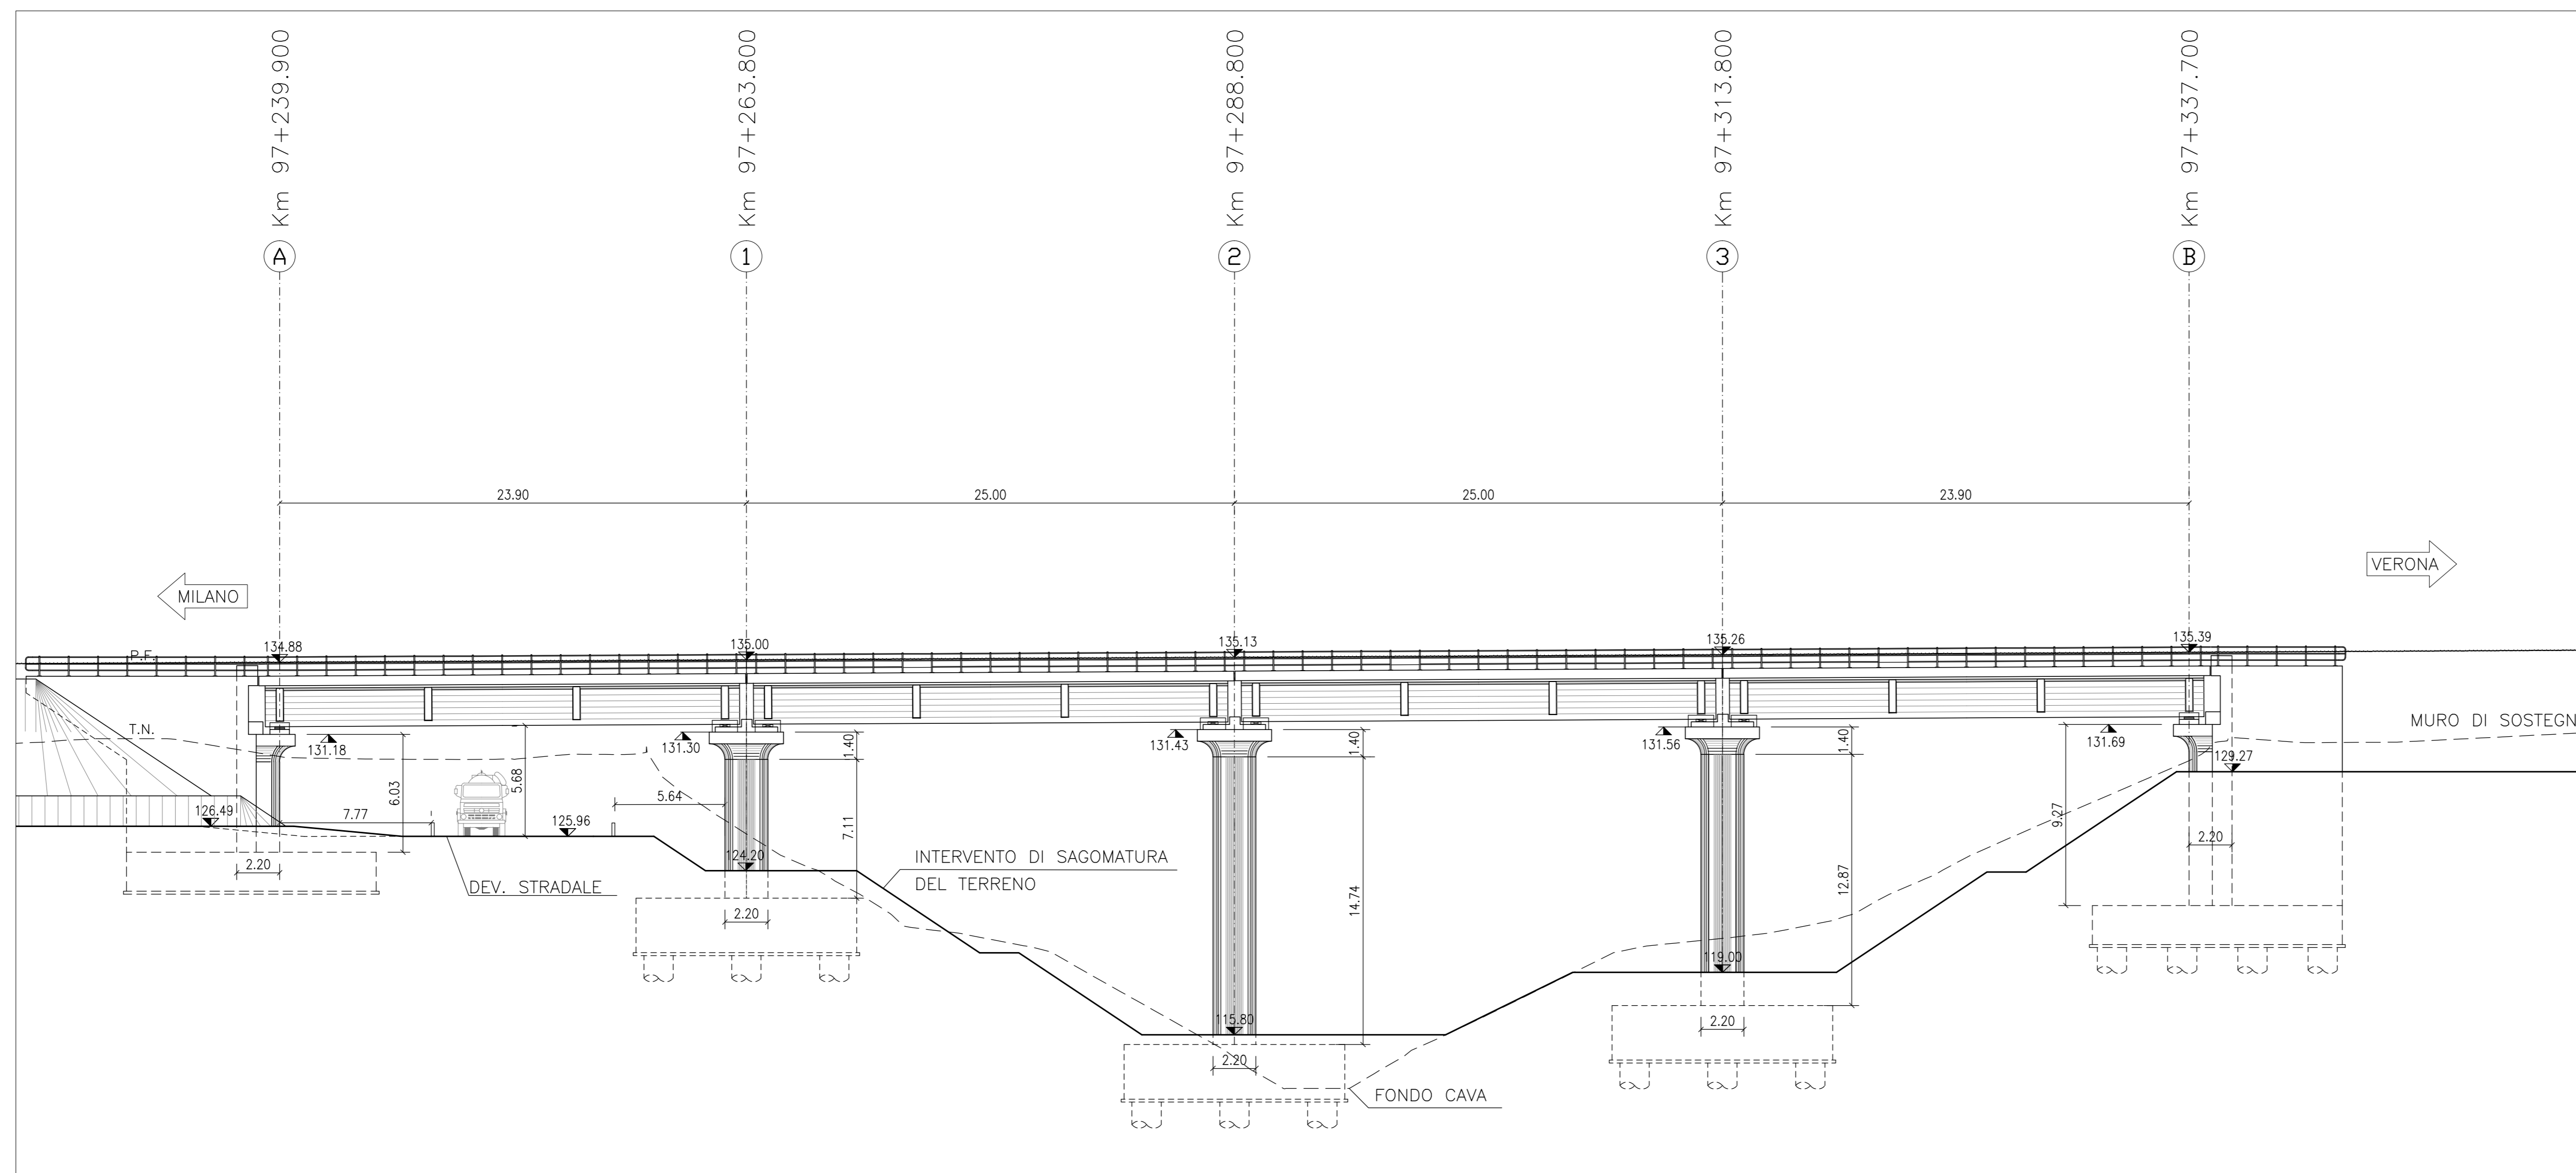 Km 97+239.900
Km 97+263.800
Km 97+288.800
Km 97+313.800
Km 97+337.700
A
1
2
3
B
23.90
25.00
25.00
23.90
MILANO
VERONA
P.F.
134.88
135.00
135.13
135.26
135.39
T.N.
131.18
131.30
131.43
131.56
131.69
MURO DI SOSTEGN
1.40
1.40
1.40
129.27
6.03
5.68
5.64
7.77
126.49
125.96
7.11
9.27
2.20
2.20
124.20
INTERVENTO DI SAGOMATURA
DEL TERRENO
DEV. STRADALE
14.74
12.87
2.20
119.00
115.80
2.20
2.20
FONDO CAVA